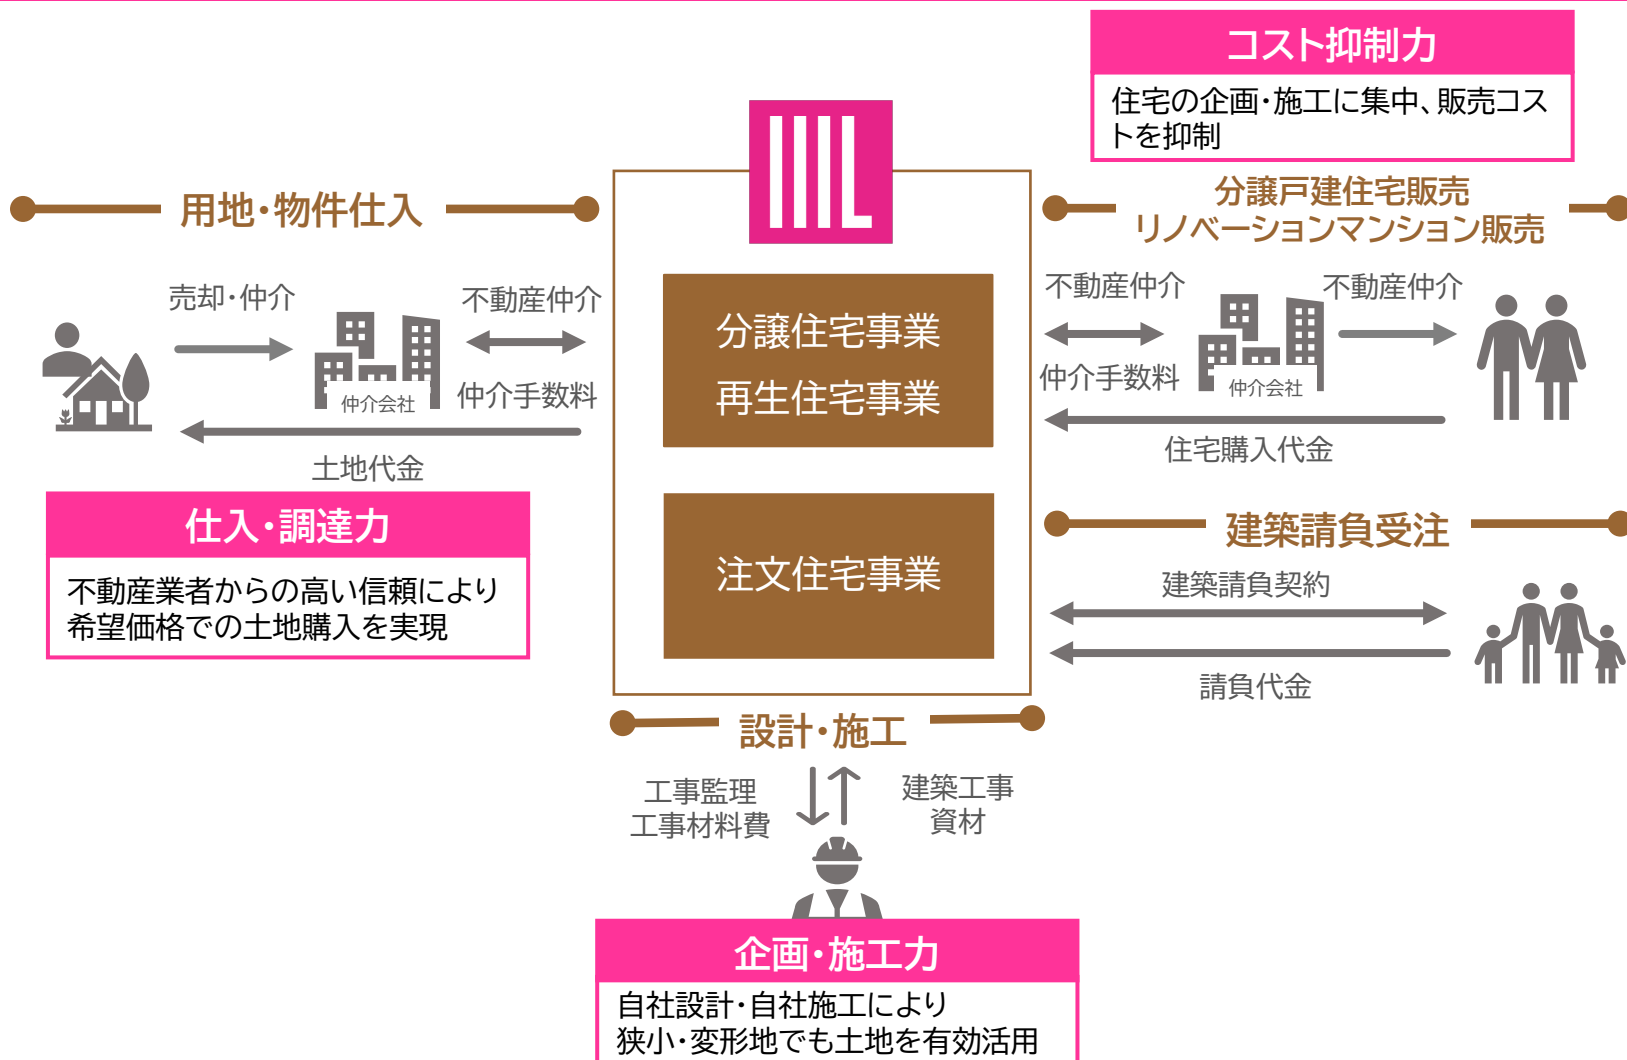 コスト抑制力
住宅の企画・施工に集中、販売コス
トを抑制
用地・物件仕入
売却・仲介
不動産仲介
仲介会社
仲介手数料
土地代金
仕入・調達力
不動産業者からの高い信頼により
希望価格での土地購入を実現
分譲住宅事業
再生住宅事業
注文住宅事業
分譲戸建住宅販売
リノベーションマンション販売
不動産仲介
不動産仲介
仲介手数料
仲介会社
住宅購入代金
建築請負受注
建築請負契約
請負代金
設計・施工
工事監理
工事材料費
建築工事
資材
企画・施工力
自社設計・自社施工により
狭小・変形地でも土地を有効活用